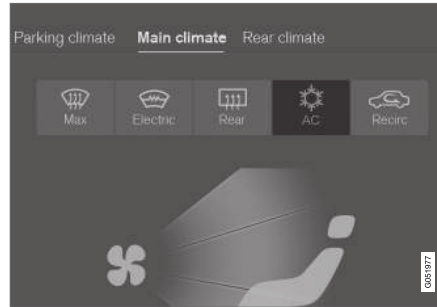 Parking climate Main climate Rear climate
Max Electric Rear AC Recirc
G051977